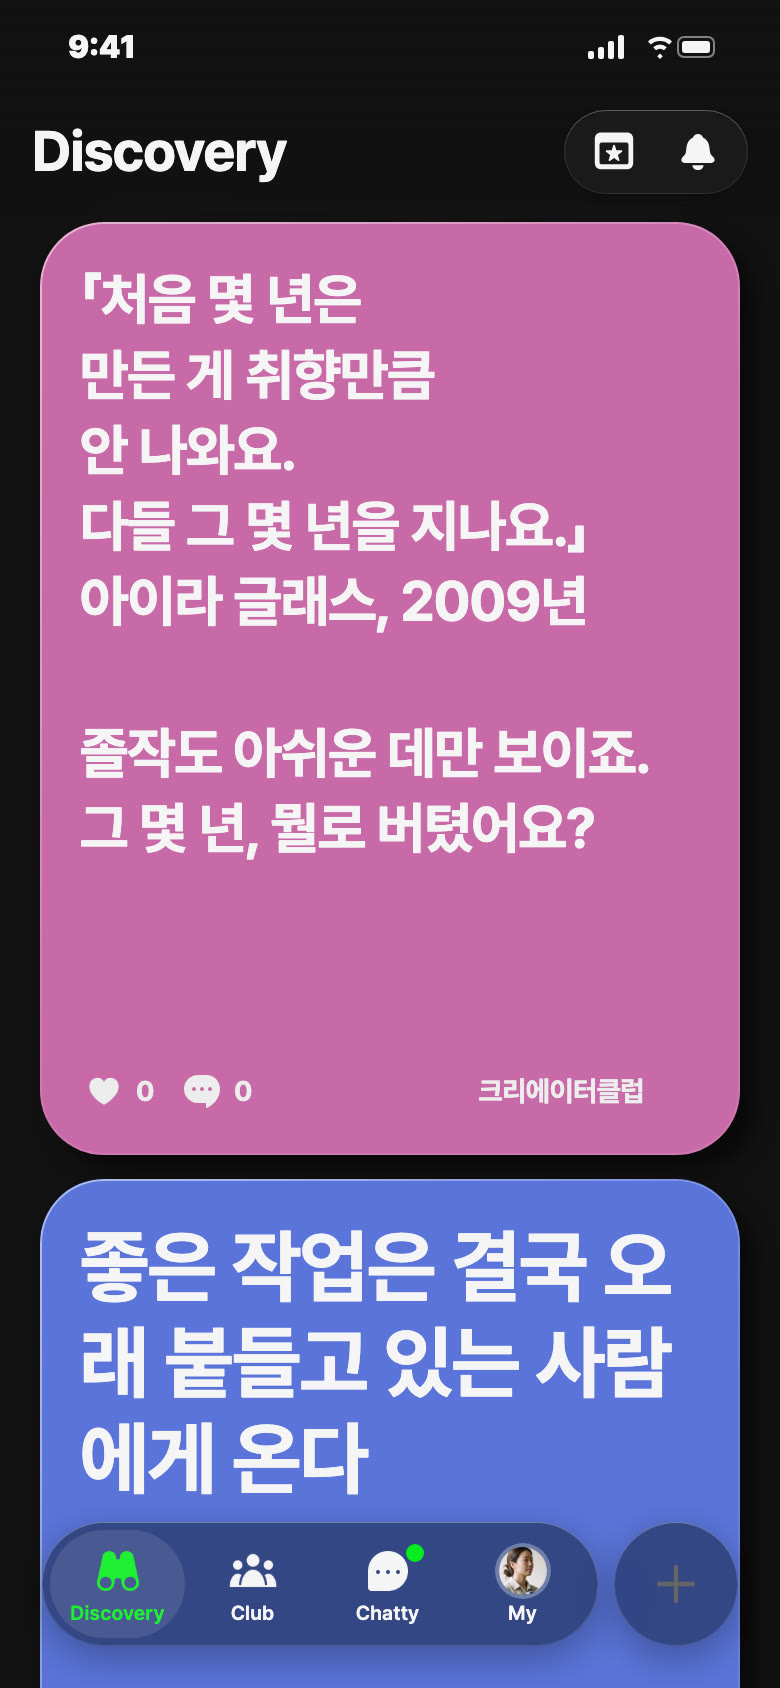 9:41
Discovery
「처음 몇 년은
만든 게 취향만큼
안 나와요.
다들 그 몇 년을 지나요.」
아이라 글래스, 2009년
졸작도 아쉬운 데만 보이죠.
그 몇 년, 뭘로 버텼어요?
0 0 크리에이터클럽
좋은 작업은 결국 오
래 붙들고 있는 사람
에게 온다
Discovery Club Chatty My